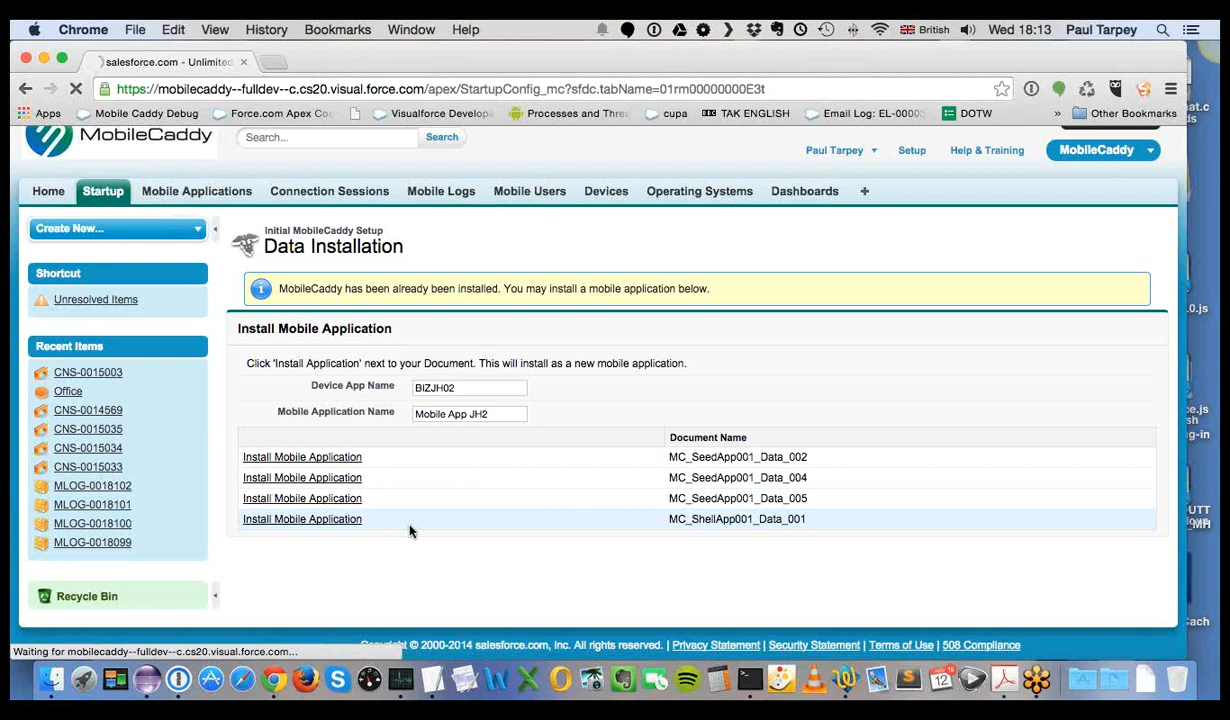 Chrome File Edit View History Bookmarks Window Help British Wed 18:13 Paul Tarpey
salesforce.com - Unlimited
https://mobilecaddy--fulldev--c.cs20.visual.force.com/apex/StartupConfig_mc?sfdc.tabName=01rm00000000E3t
Apps Mobile Caddy Debug Force.com Apex Co Visualforce Develope Processes and Thre cupa TAK ENGLISH Email Log: EL-0000 DOTW » Other Bookmarks
MobileCaddy Search... Search
Paul Tarpey Setup Help & Training MobileCaddy
Home Startup Mobile Applications Connection Sessions Mobile Logs Mobile Users Devices Operating Systems Dashboards +
Create New...
Initial MobileCaddy Setup
Data Installation
Shortcut
Unresolved Items
MobileCaddy has been already been installed. You may install a mobile application below.
Install Mobile Application
Click 'Install Application' next to your Document. This will install as a new mobile application.
Device App Name BIZJH02
Mobile Application Name Mobile App JH2
Document Name
Install Mobile Application MC_SeedApp001_Data_002
Install Mobile Application MC_SeedApp001_Data_004
Install Mobile Application MC_SeedApp001_Data_005
Install Mobile Application MC_ShellApp001_Data_001
Recent Items
CNS-0015003
Office
CNS-0014569
CNS-0015035
CNS-0015034
CNS-0015033
MLOG-0018102
MLOG-0018101
MLOG-0018100
MLOG-0018099
Recycle Bin
Copyright © 2000-2014 salesforce.com, inc. All rights reserved. | Privacy Statement | Security Statement | Terms of Use | 508 Compliance
Waiting for mobilecaddy--fulldev--c.cs20.visual.force.com...